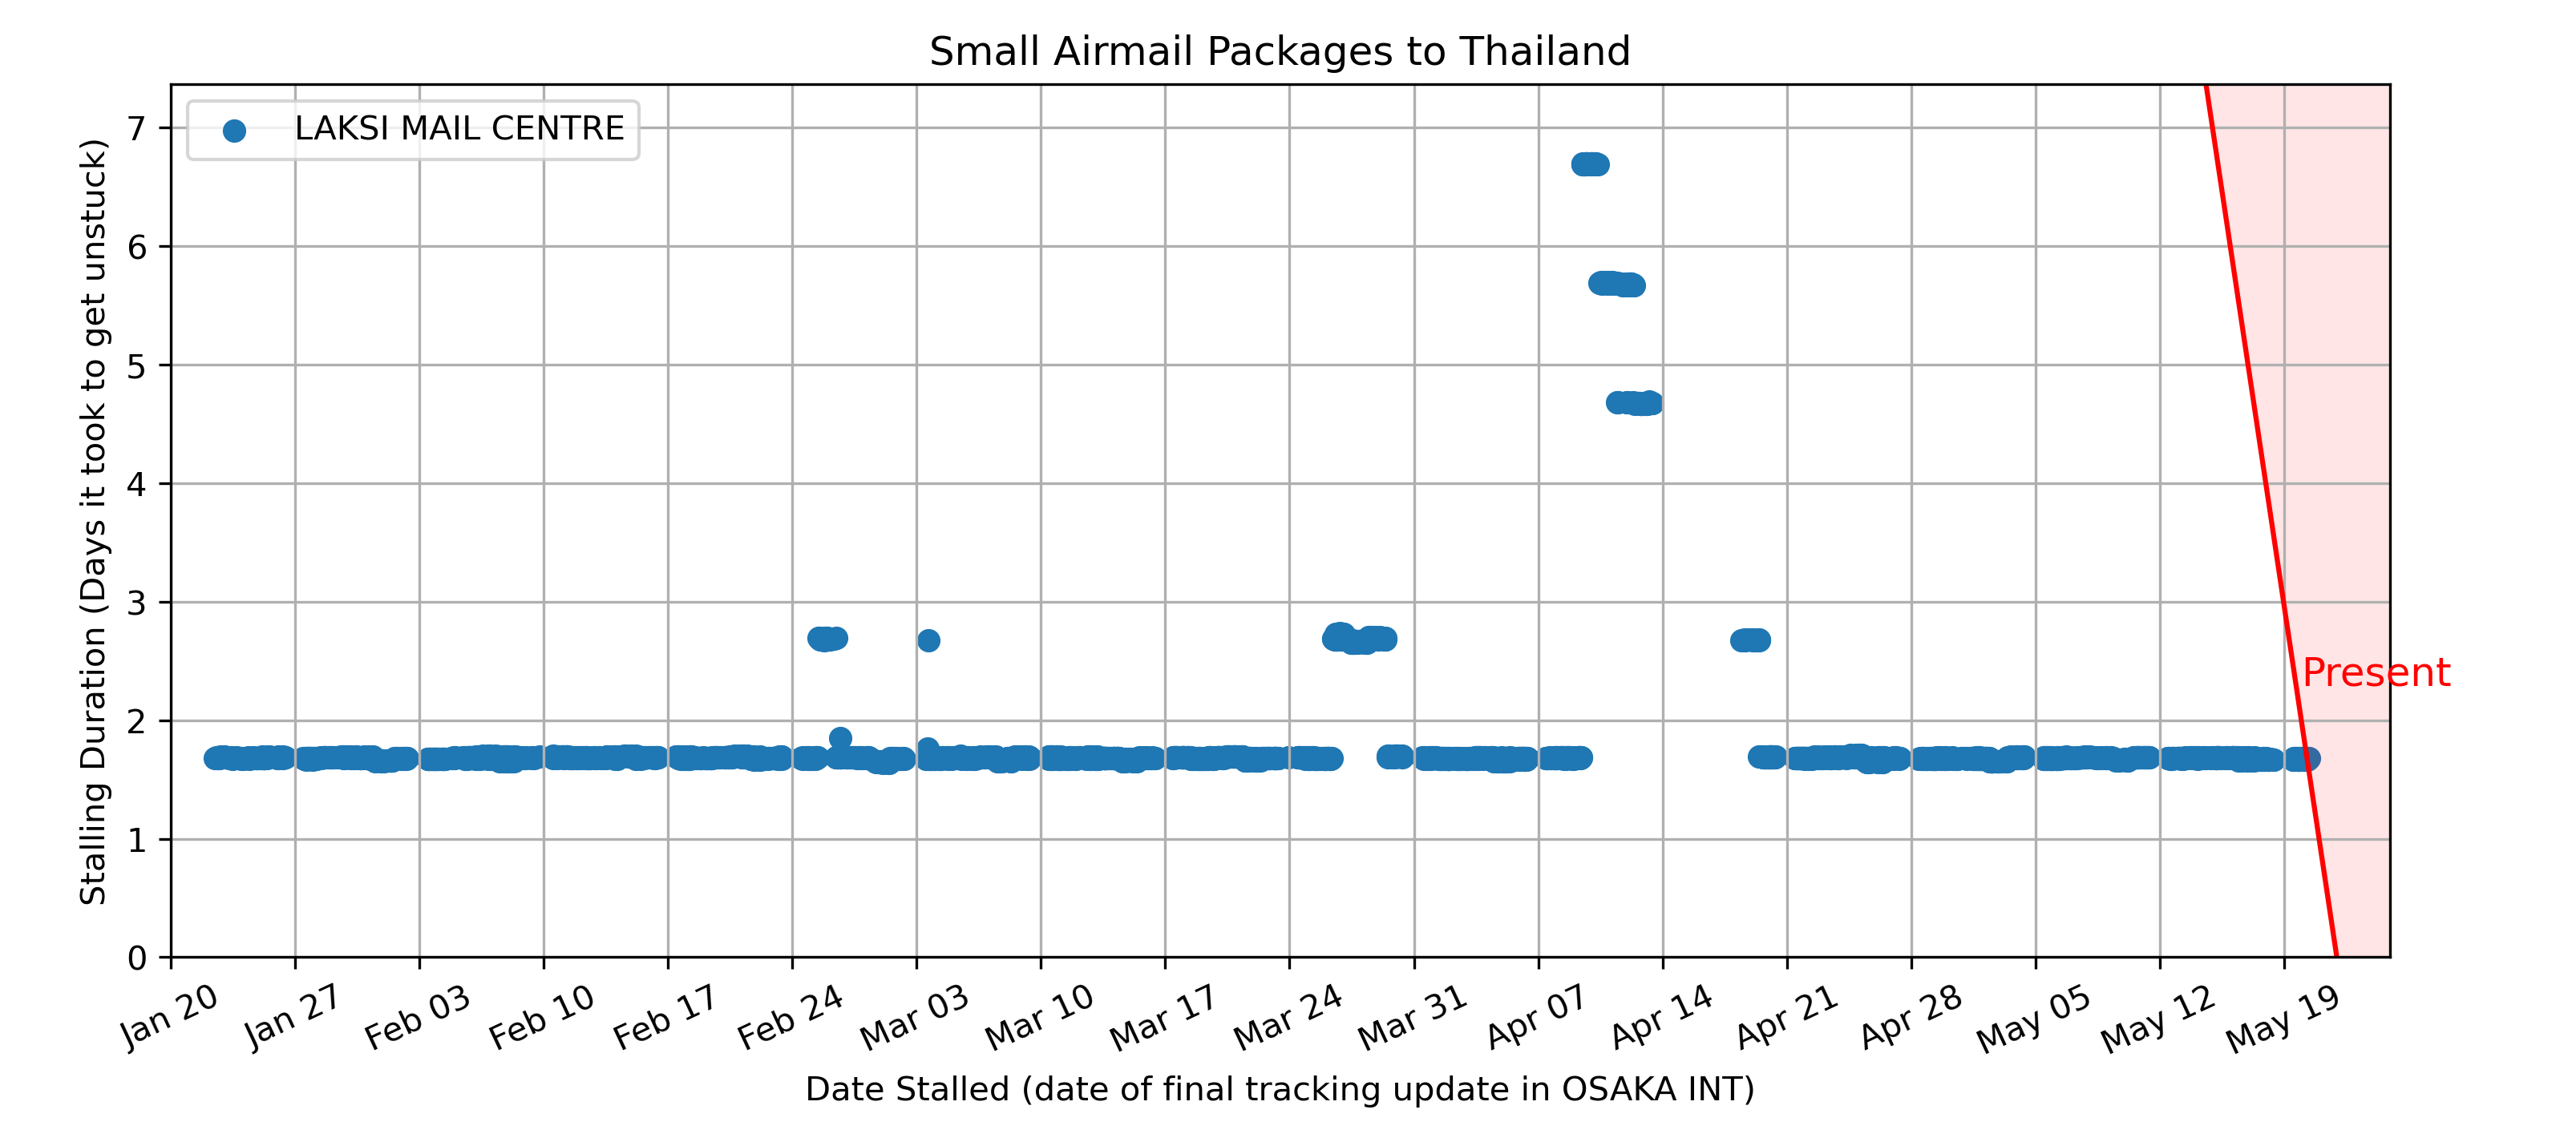 Small Airmail Packages to Thailand
LAKSI MAIL CENTRE
Stalling Duration (Days it took to get unstuck)
7
6
5
4
3
2
1
0
Present
Jan 20 Jan 27 Feb 03 Feb 10 Feb 17 Feb 24 Mar 03 Mar 10 Mar 17 Mar 24 Mar 31 Apr 07 Apr 14 Apr 21 Apr 28 May 05 May 12 May 19
Date Stalled (date of final tracking update in OSAKA INT)